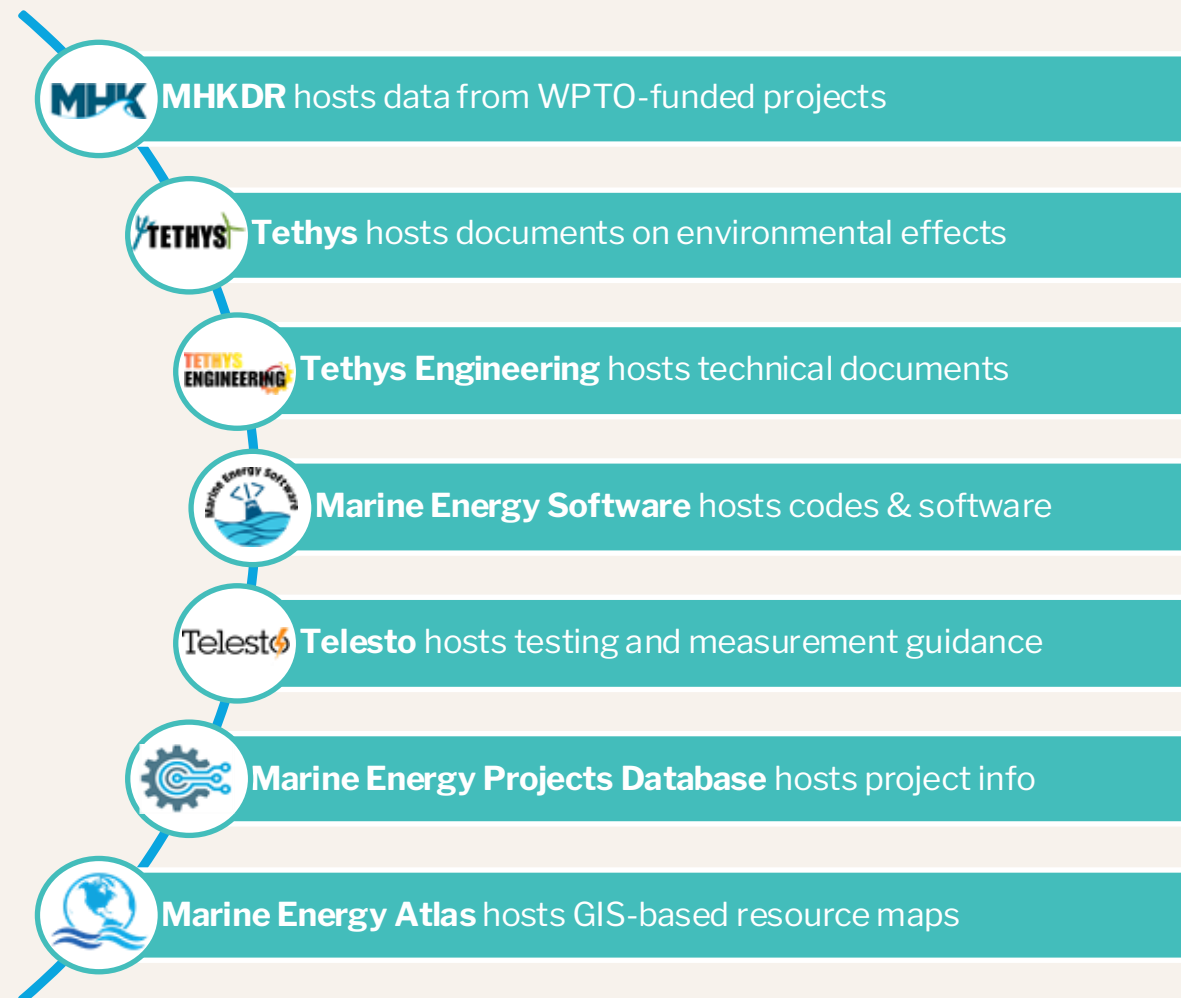 MHK
MHKDR hosts data from WPTO-funded projects
TETHYS
Tethys hosts documents on environmental effects
TETHYS
ENGINEERING
Tethys Engineering hosts technical documents
Marine Energy Software
Marine Energy Software hosts codes & software
Telesto
Telesto hosts testing and measurement guidance
Marine Energy Projects Database hosts project info
Marine Energy Atlas hosts GIS-based resource maps